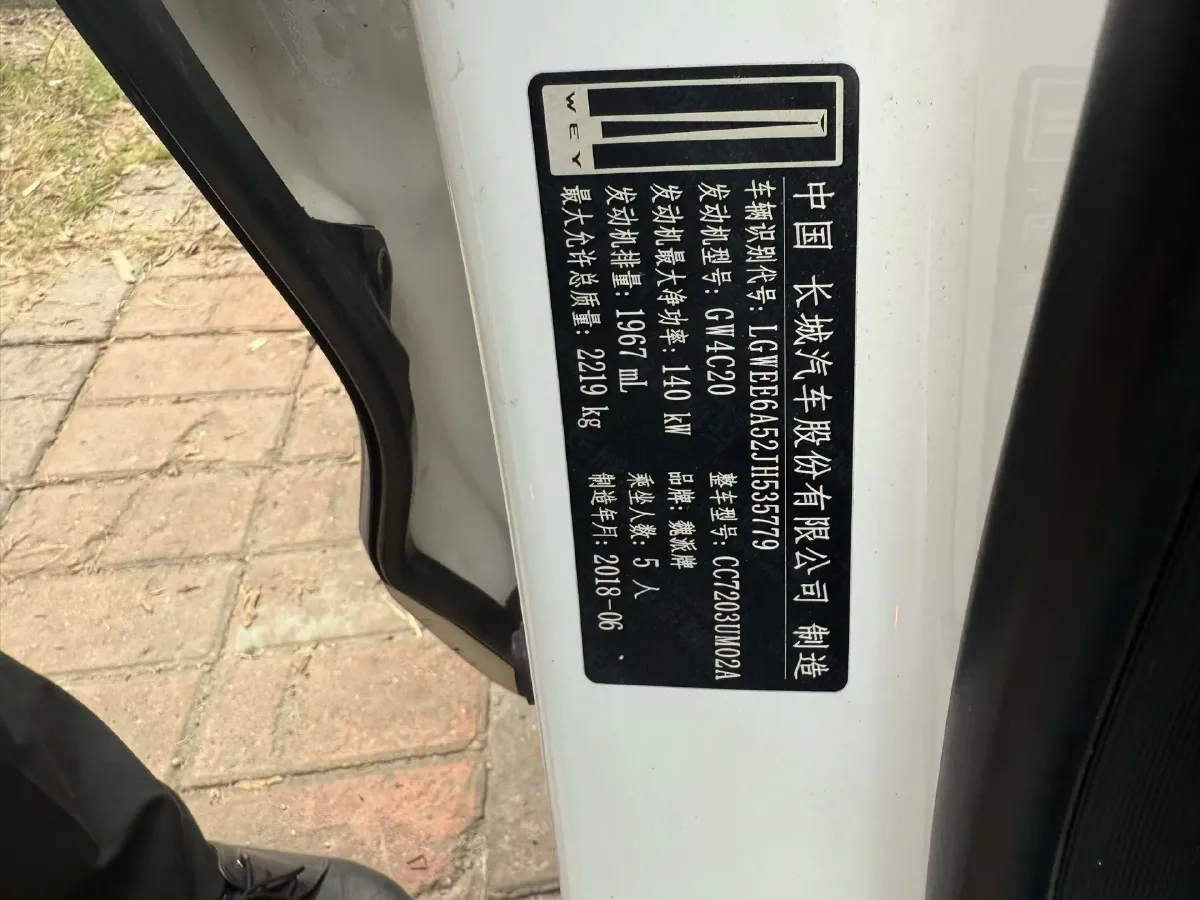 WEY
中国 长城汽车股份有限公司 制造
车辆识别代号：LGWEE6A52JH535779
发动机型号：GW4C20 整车型号：CC7203UM02A
发动机最大净功率：140 kW 品牌：魏派牌
发动机排量：1967 mL 乘坐人数：5 人
最大允许总质量：2219 kg 制造年月：2018-06